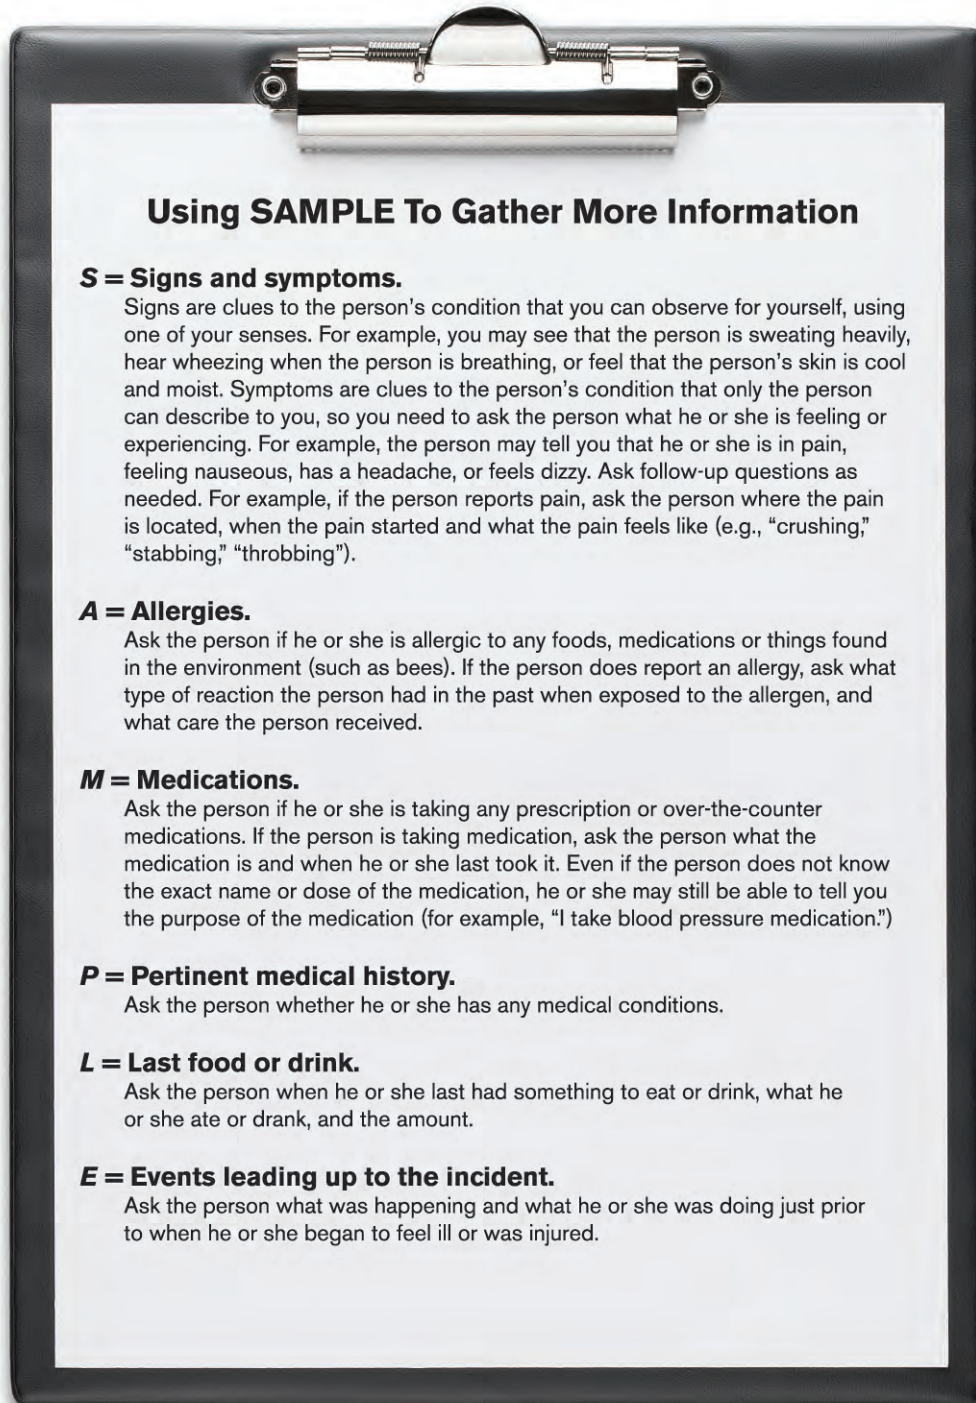 Using SAMPLE To Gather More Information
S = Signs and symptoms.
Signs are clues to the person’s condition that you can observe for yourself, using
one of your senses. For example, you may see that the person is sweating heavily,
hear wheezing when the person is breathing, or feel that the person’s skin is cool
and moist. Symptoms are clues to the person’s condition that only the person
can describe to you, so you need to ask the person what he or she is feeling or
experiencing. For example, the person may tell you that he or she is in pain,
feeling nauseous, has a headache, or feels dizzy. Ask follow-up questions as
needed. For example, if the person reports pain, ask the person where the pain
is located, when the pain started and what the pain feels like (e.g., “crushing,”
“stabbing,” “throbbing”).
A = Allergies.
Ask the person if he or she is allergic to any foods, medications or things found
in the environment (such as bees). If the person does report an allergy, ask what
type of reaction the person had in the past when exposed to the allergen, and
what care the person received.
M = Medications.
Ask the person if he or she is taking any prescription or over-the-counter
medications. If the person is taking medication, ask the person what the
medication is and when he or she last took it. Even if the person does not know
the exact name or dose of the medication, he or she may still be able to tell you
the purpose of the medication (for example, “I take blood pressure medication.”)
P = Pertinent medical history.
Ask the person whether he or she has any medical conditions.
L = Last food or drink.
Ask the person when he or she last had something to eat or drink, what he
or she ate or drank, and the amount.
E = Events leading up to the incident.
Ask the person what was happening and what he or she was doing just prior
to when he or she began to feel ill or was injured.